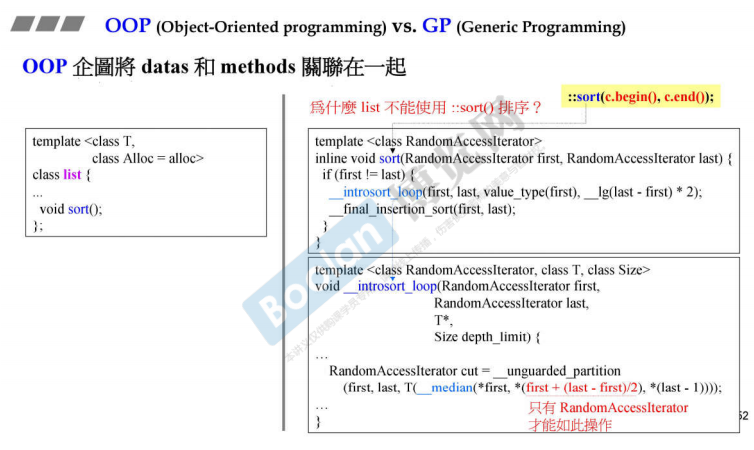 OOP (Object-Oriented programming) vs. GP (Generic Programming)
OOP 企圖將 datas 和 methods 關聯在一起
template <class T,
class Alloc = alloc>
class list {
...
void sort();
};
::sort(c.begin(), c.end());
爲什麼 list 不能使用 ::sort() 排序？
template <class RandomAccessIterator>
inline void sort(RandomAccessIterator first, RandomAccessIterator last) {
if (first != last) {
__introsort_loop(first, last, value_type(first), __lg(last - first) * 2);
__final_insertion_sort(first, last);
}
}
template <class RandomAccessIterator, class T, class Size>
void __introsort_loop(RandomAccessIterator first,
RandomAccessIterator last,
T*,
Size depth_limit) {
...
RandomAccessIterator cut = __unguarded_partition
(first, last, T(__median(*first, *(first + (last - first)/2), *(last - 1))));
...
}
只有 RandomAccessIterator
才能如此操作
52
Boolan 博览网